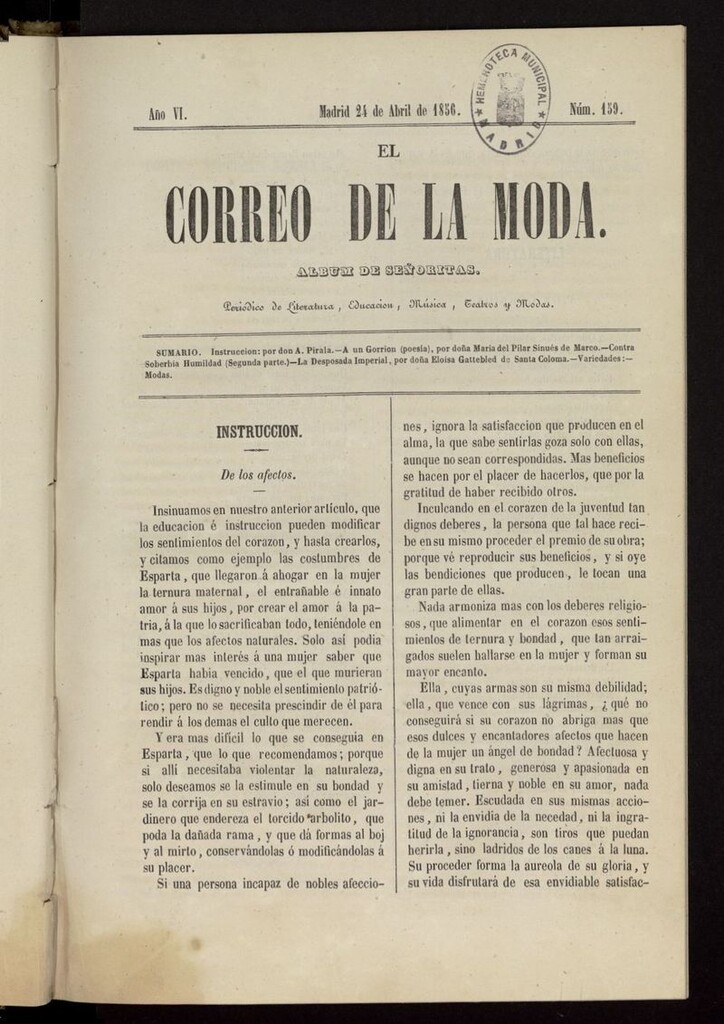 Año VI.
Madrid 24 de Abril de 1856.
Núm. 159.
HEMEROTECA MUNICIPAL
MADRID
EL
CORREO DE LA MODA.
ALBUM DE SEÑORITAS.
Periódico de Literatura, Educacion, Música, Teatros y Modas.
SUMARIO. Instruccion: por don A. Pirala.—A un Gorrion (poesía), por doña María del Pilar Sinués de Marco.—Contra
Soberbia Humildad (Segunda parte.)—La Desposada Imperial, por doña Eloisa Gattebled de Santa Coloma.—Variedades:—
Modas.
INSTRUCCION.
De los afectos.
Insinuamos en nuestro anterior artículo, que
la educacion é instruccion pueden modificar
los sentimientos del corazon, y hasta crearlos,
y citamos como ejemplo las costumbres de
Esparta, que llegaron á ahogar en la mujer
la ternura maternal, el entrañable é innato
amor á sus hijos, por crear el amor á la pa-
tria, á la que lo sacrificaban todo, teniéndole en
mas que los afectos naturales. Solo asi podia
inspirar mas interés á una mujer saber que
Esparta habia vencido, que el que murieran
sus hijos. Es digno y noble el sentimiento patrió-
tico; pero no se necesita prescindir de él para
rendir á los demas el culto que merecen.
Y era mas dificil lo que se conseguia en
Esparta, que lo que recomendamos; porque
si allí necesitaba violentar la naturaleza,
solo deseamos se la estimule en su bondad y
se la corrija en su estravio; asi como el jar-
dinero que endereza el torcido arbolito, que
poda la dañada rama, y que dá formas al boj
y al mirto, conservándolas ó modificándolas á
su placer.
Si una persona incapaz de nobles afeccio-
nes, ignora la satisfaccion que producen en el
alma, la que sabe sentirlas goza solo con ellas,
aunque no sean correspondidas. Mas beneficios
se hacen por el placer de hacerlos, que por la
gratitud de haber recibido otros.
Inculcando en el corazon de la juventud tan
dignos deberes, la persona que tal hace reci-
be en su mismo proceder el premio de su obra;
porque vé reproducir sus beneficios, y si oye
las bendiciones que producen, le tocan una
gran parte de ellas.
Nada armoniza mas con los deberes religio-
sos, que alimentar en el corazon esos senti-
mientos de ternura y bondad, que tan arrai-
gados suelen hallarse en la mujer y forman su
mayor encanto.
Ella, cuyas armas son su misma debilidad;
ella, que vence con sus lágrimas, ¿qué no
conseguirá si su corazon no abriga mas que
esos dulces y encantadores afectos que hacen
de la mujer un ángel de bondad? Afectuosa y
digna en su trato, generosa y apasionada en
su amistad, tierna y noble en su amor, nada
debe temer. Escudada en sus mismas accio-
nes, ni la envidia de la necedad, ni la ingra-
titud de la ignorancia, son tiros que puedan
herirla, sino ladridos de los canes á la luna.
Su proceder forma la aureola de su gloria, y
su vida disfrutará de esa envidiable satisfac-